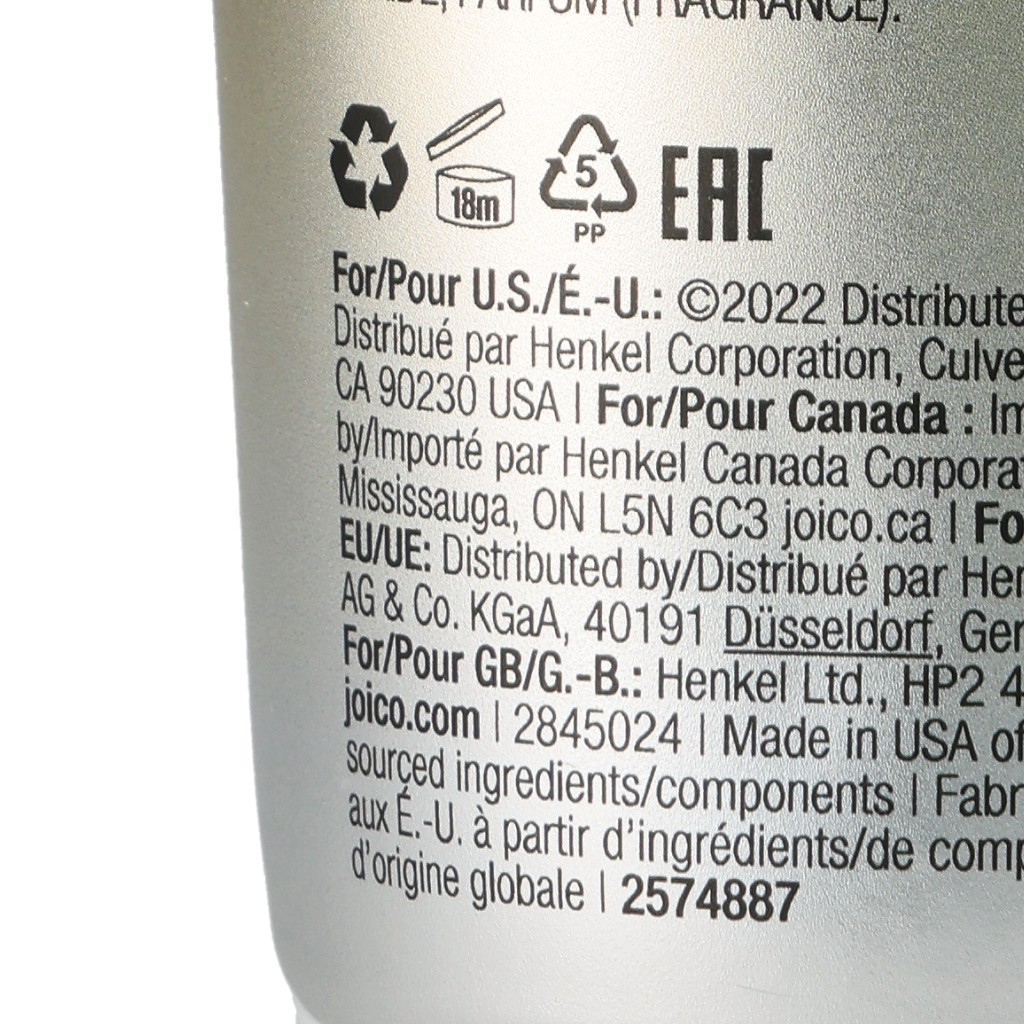 PARFUM (FRAGRANCE).
18m
5
PP
EAC
For/Pour U.S./É.-U.: ©2022 Distribute
Distribué par Henkel Corporation, Culve
CA 90230 USA | For/Pour Canada : Im
by/Importé par Henkel Canada Corporat
Mississauga, ON L5N 6C3 joico.ca | Fo
EU/UE: Distributed by/Distribué par Hen
AG & Co. KGaA, 40191 Düsseldorf, Ger
For/Pour GB/G.-B.: Henkel Ltd., HP2 4
joico.com | 2845024 | Made in USA of
sourced ingredients/components | Fabr
aux É.-U. à partir d'ingrédients/de comp
d'origine globale | 2574887